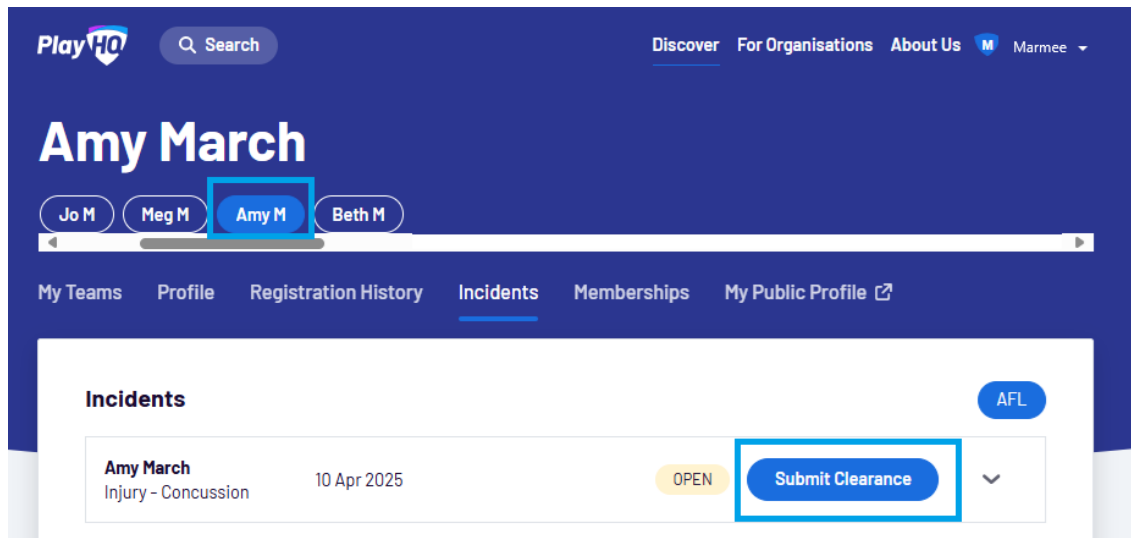 PlayHQ Search Discover For Organisations About Us M Marmee
Amy March
Jo M Meg M Amy M Beth M
My Teams Profile Registration History Incidents Memberships My Public Profile
Incidents AFL
Amy March
Injury - Concussion 10 Apr 2025 OPEN Submit Clearance